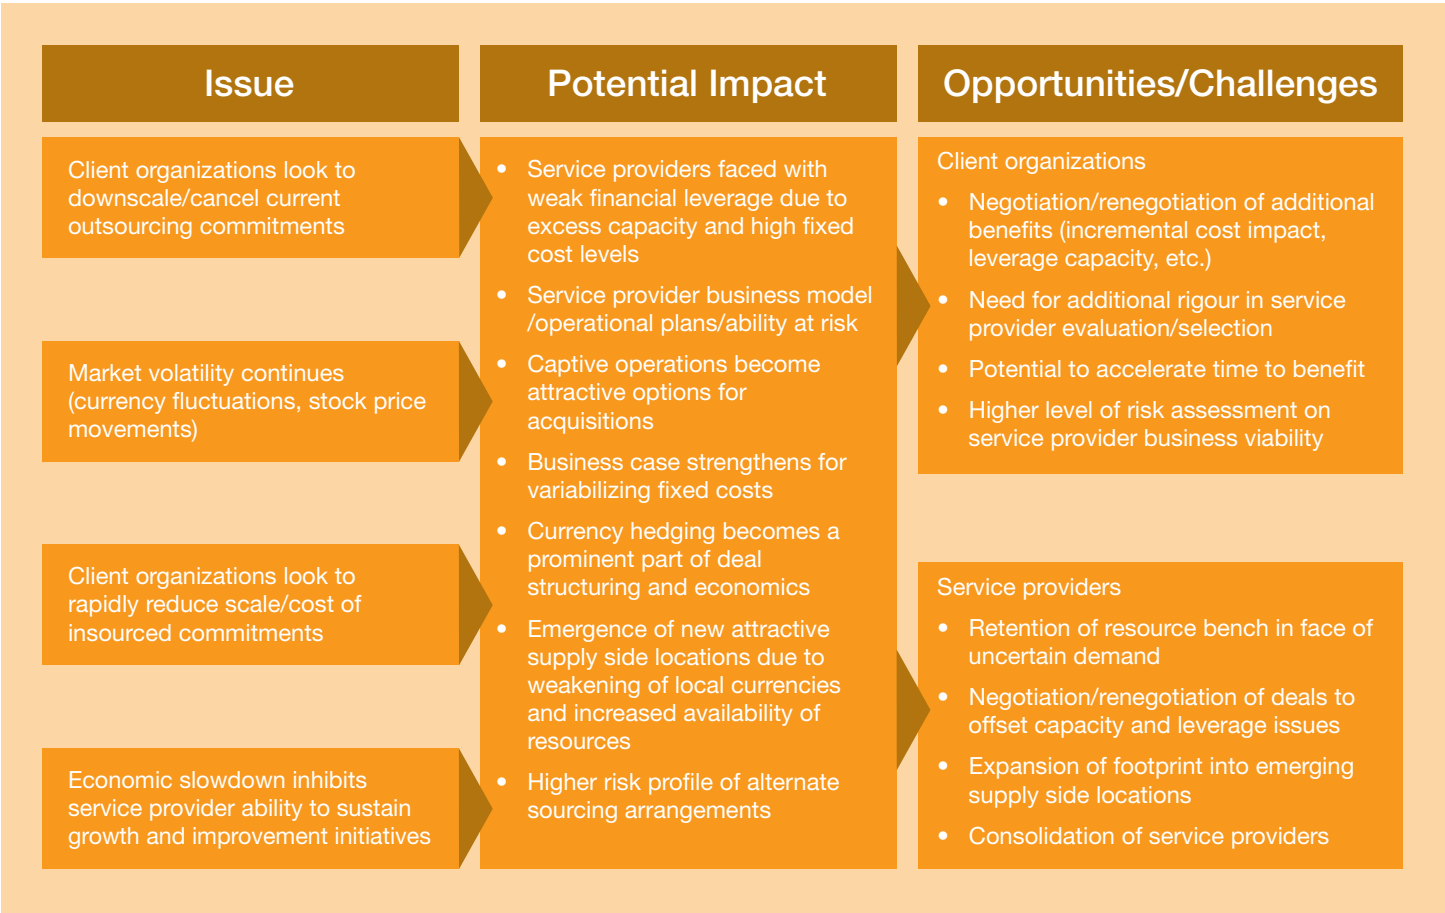 Issue
Client organizations look to
downscale/cancel current
outsourcing commitments
Market volatility continues
(currency fluctuations, stock price
movements)
Client organizations look to
rapidly reduce scale/cost of
insourced commitments
Economic slowdown inhibits
service provider ability to sustain
growth and improvement initiatives
Potential Impact
• Service providers faced with
weak financial leverage due to
excess capacity and high fixed
cost levels
• Service provider business model
/operational plans/ability at risk
• Captive operations become
attractive options for
acquisitions
• Business case strengthens for
variabilizing fixed costs
• Currency hedging becomes a
prominent part of deal
structuring and economics
• Emergence of new attractive
supply side locations due to
weakening of local currencies
and increased availability of
resources
• Higher risk profile of alternate
sourcing arrangements
Opportunities/Challenges
Client organizations
• Negotiation/renegotiation of additional
benefits (incremental cost impact,
leverage capacity, etc.)
• Need for additional rigour in service
provider evaluation/selection
• Potential to accelerate time to benefit
• Higher level of risk assessment on
service provider business viability
Service providers
• Retention of resource bench in face of
uncertain demand
• Negotiation/renegotiation of deals to
offset capacity and leverage issues
• Expansion of footprint into emerging
supply side locations
• Consolidation of service providers